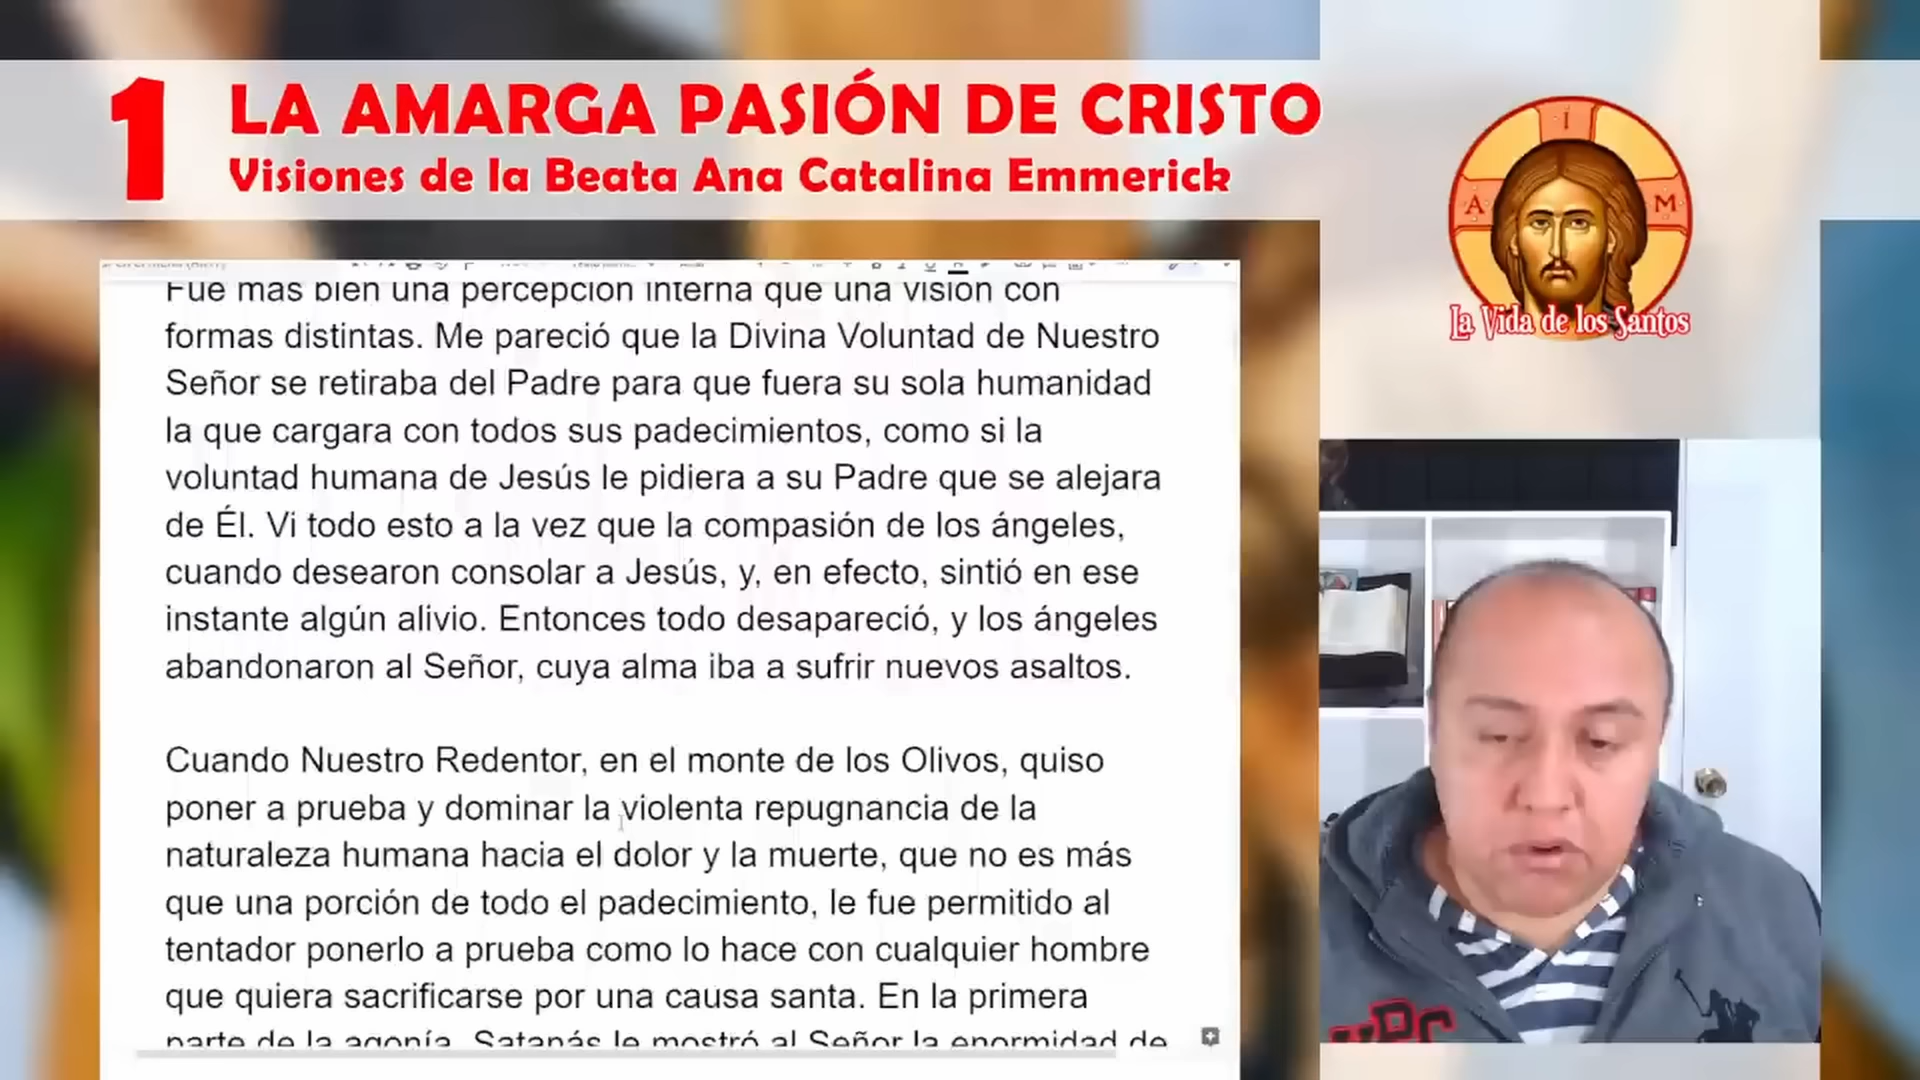 1
LA AMARGA PASIÓN DE CRISTO
Visiones de la Beata Ana Catalina Emmerick
I
A M
La Vida de los Santos
Fue más bien una percepción interna que una visión con
formas distintas. Me pareció que la Divina Voluntad de Nuestro
Señor se retiraba del Padre para que fuera su sola humanidad
la que cargara con todos sus padecimientos, como si la
voluntad humana de Jesús le pidiera a su Padre que se alejara
de Él. Vi todo esto a la vez que la compasión de los ángeles,
cuando desearon consolar a Jesús, y, en efecto, sintió en ese
instante algún alivio. Entonces todo desapareció, y los ángeles
abandonaron al Señor, cuya alma iba a sufrir nuevos asaltos.
Cuando Nuestro Redentor, en el monte de los Olivos, quiso
poner a prueba y dominar la violenta repugnancia de la
naturaleza humana hacia el dolor y la muerte, que no es más
que una porción de todo el padecimiento, le fue permitido al
tentador ponerlo a prueba como lo hace con cualquier hombre
que quiera sacrificarse por una causa santa. En la primera
parte de la agonía, Satanás le mostró al Señor la enormidad de